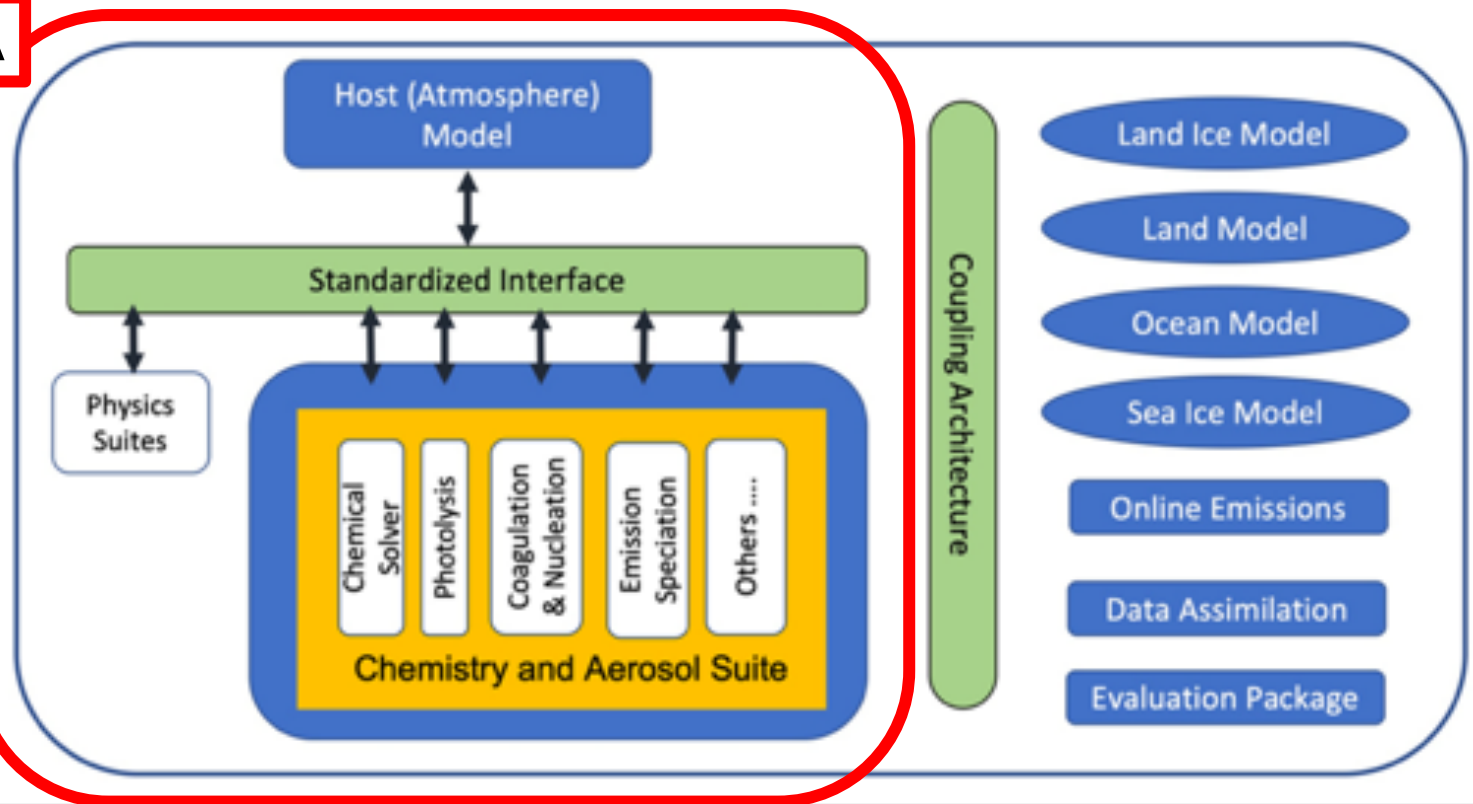 A
Host (Atmosphere)
Model
Standardized Interface
Physics
Suites
Chemical
Solver
Photolysis
Coagulation
& Nucleation
Emission
Speciation
Others ....
Chemistry and Aerosol Suite
Coupling Architecture
Land Ice Model
Land Model
Ocean Model
Sea Ice Model
Online Emissions
Data Assimilation
Evaluation Package